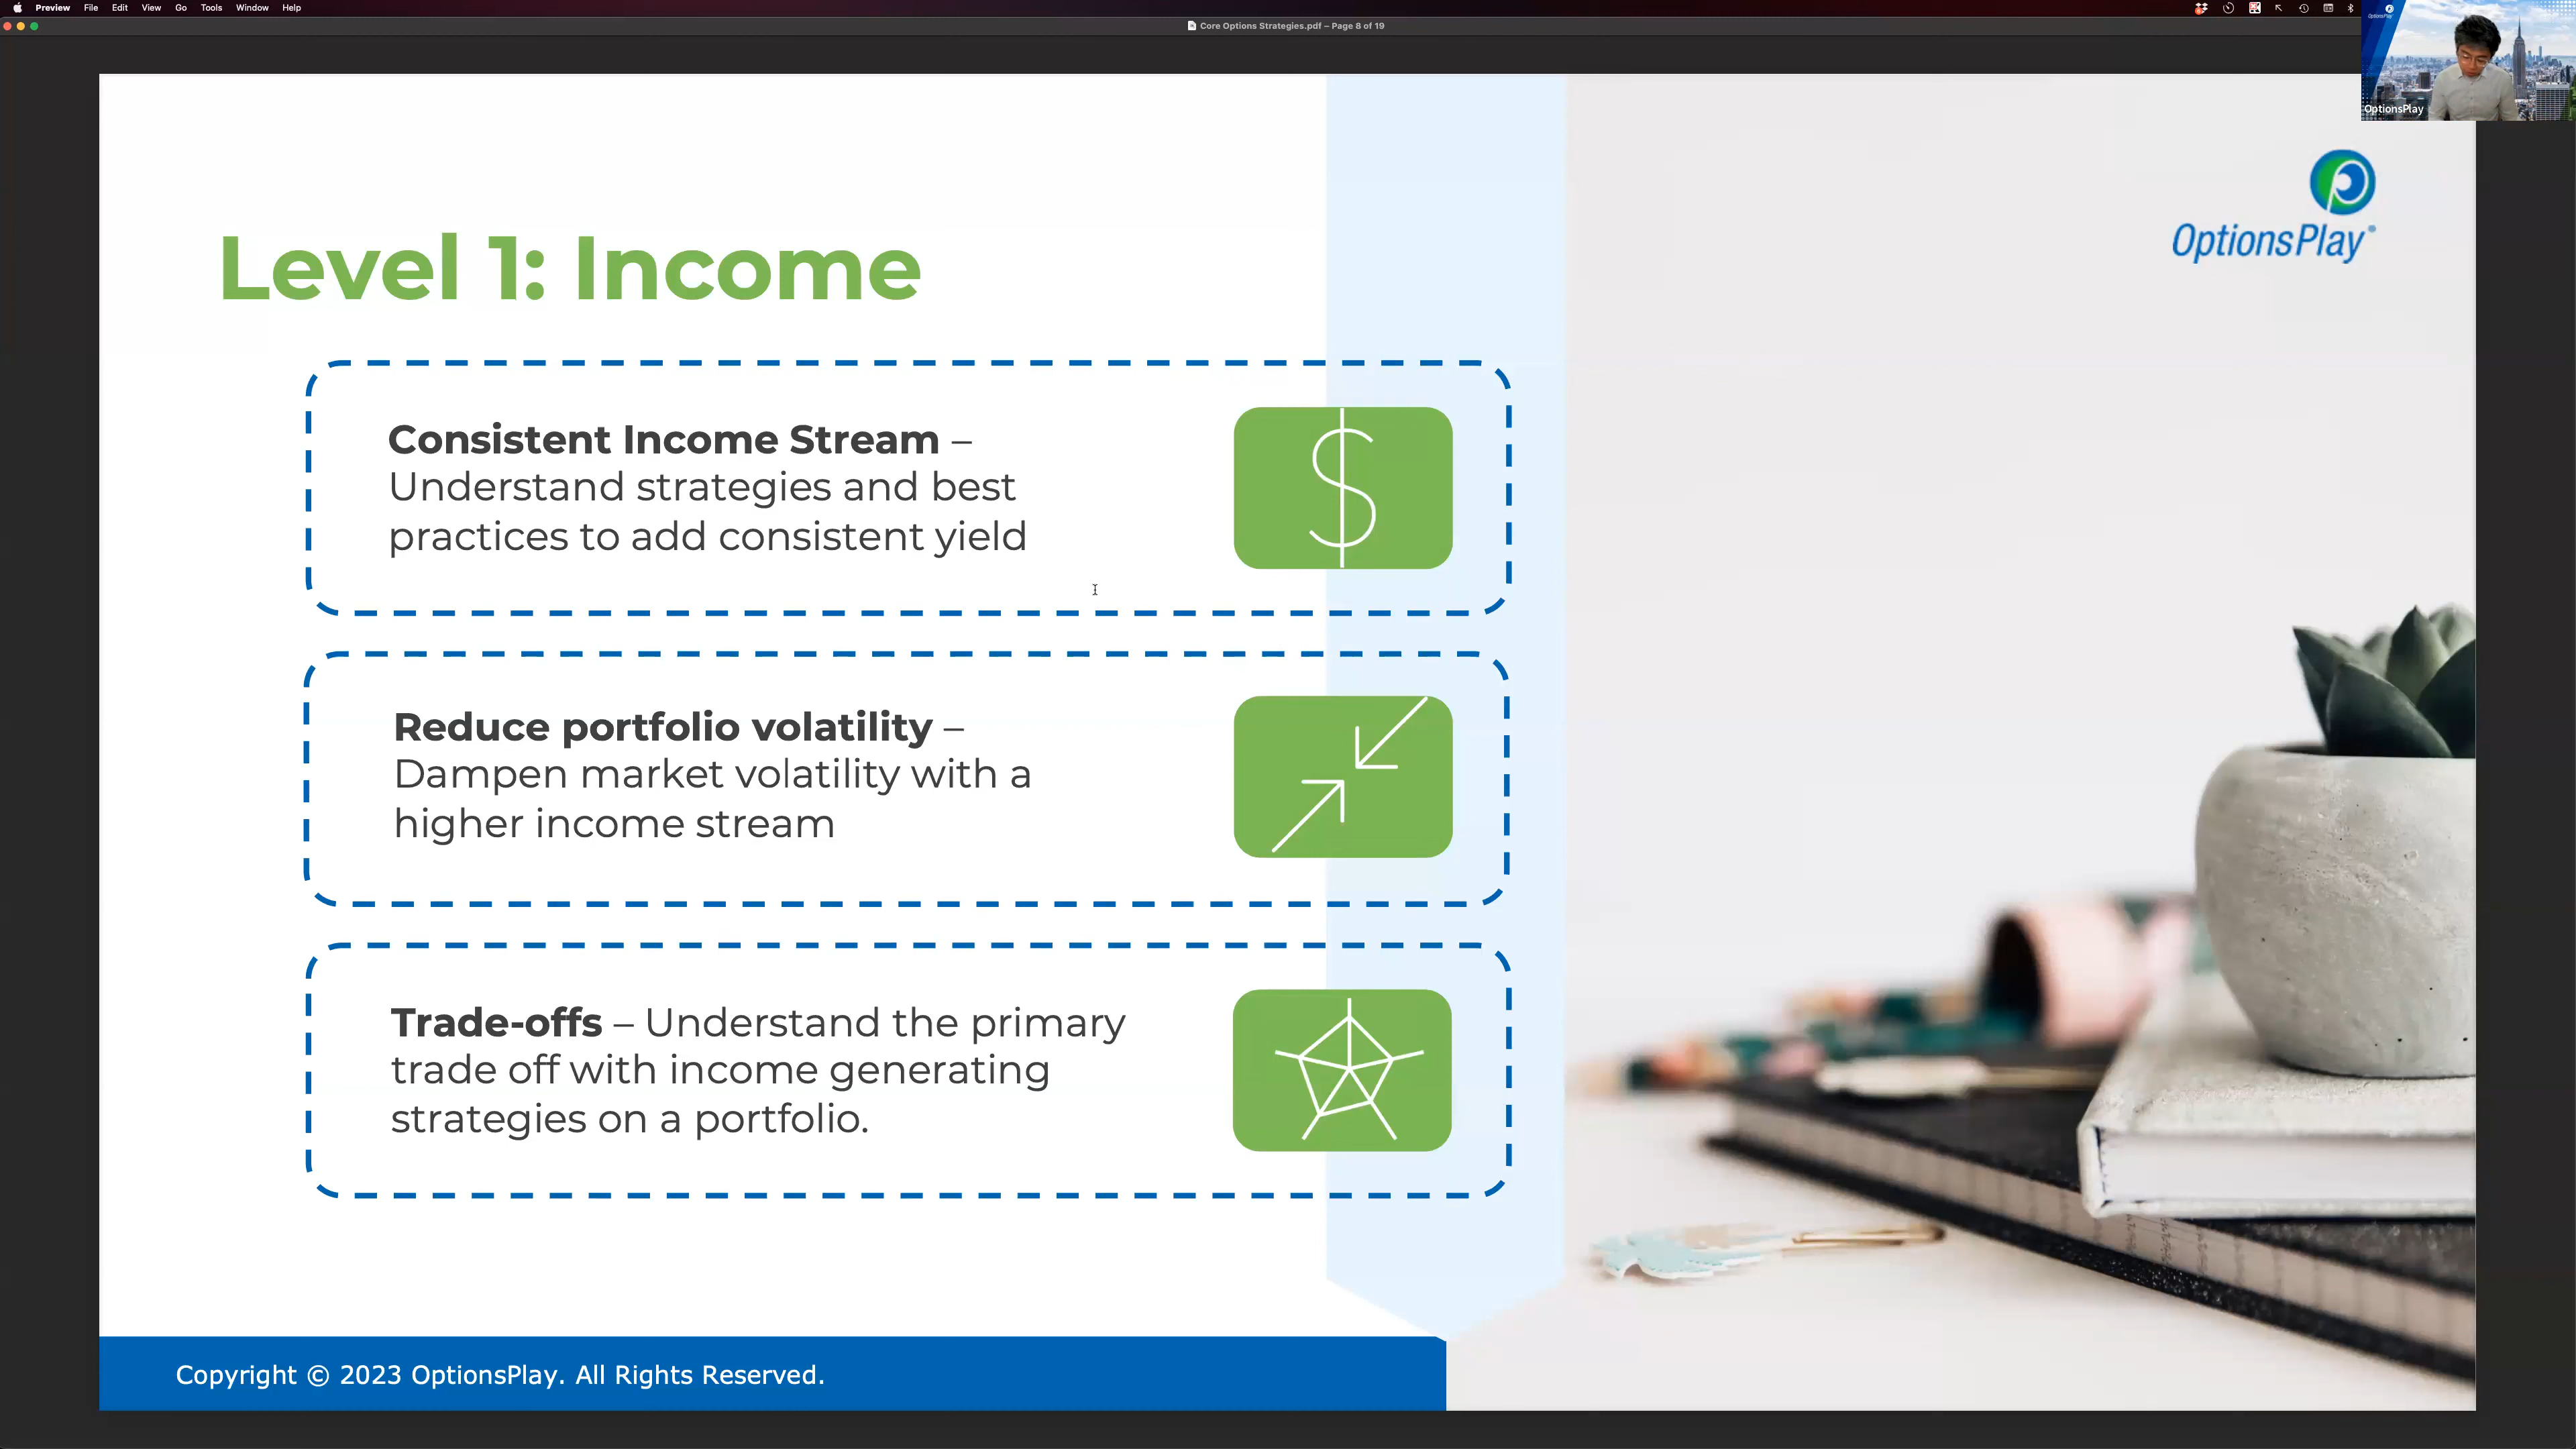 Preview File Edit View Go Tools Window Help
Core Options Strategies.pdf – Page 8 of 19
OptionsPlay
OptionsPlay
Level 1: Income
Consistent Income Stream –
Understand strategies and best
practices to add consistent yield
Reduce portfolio volatility –
Dampen market volatility with a
higher income stream
Trade-offs – Understand the primary
trade off with income generating
strategies on a portfolio.
Copyright © 2023 OptionsPlay. All Rights Reserved.